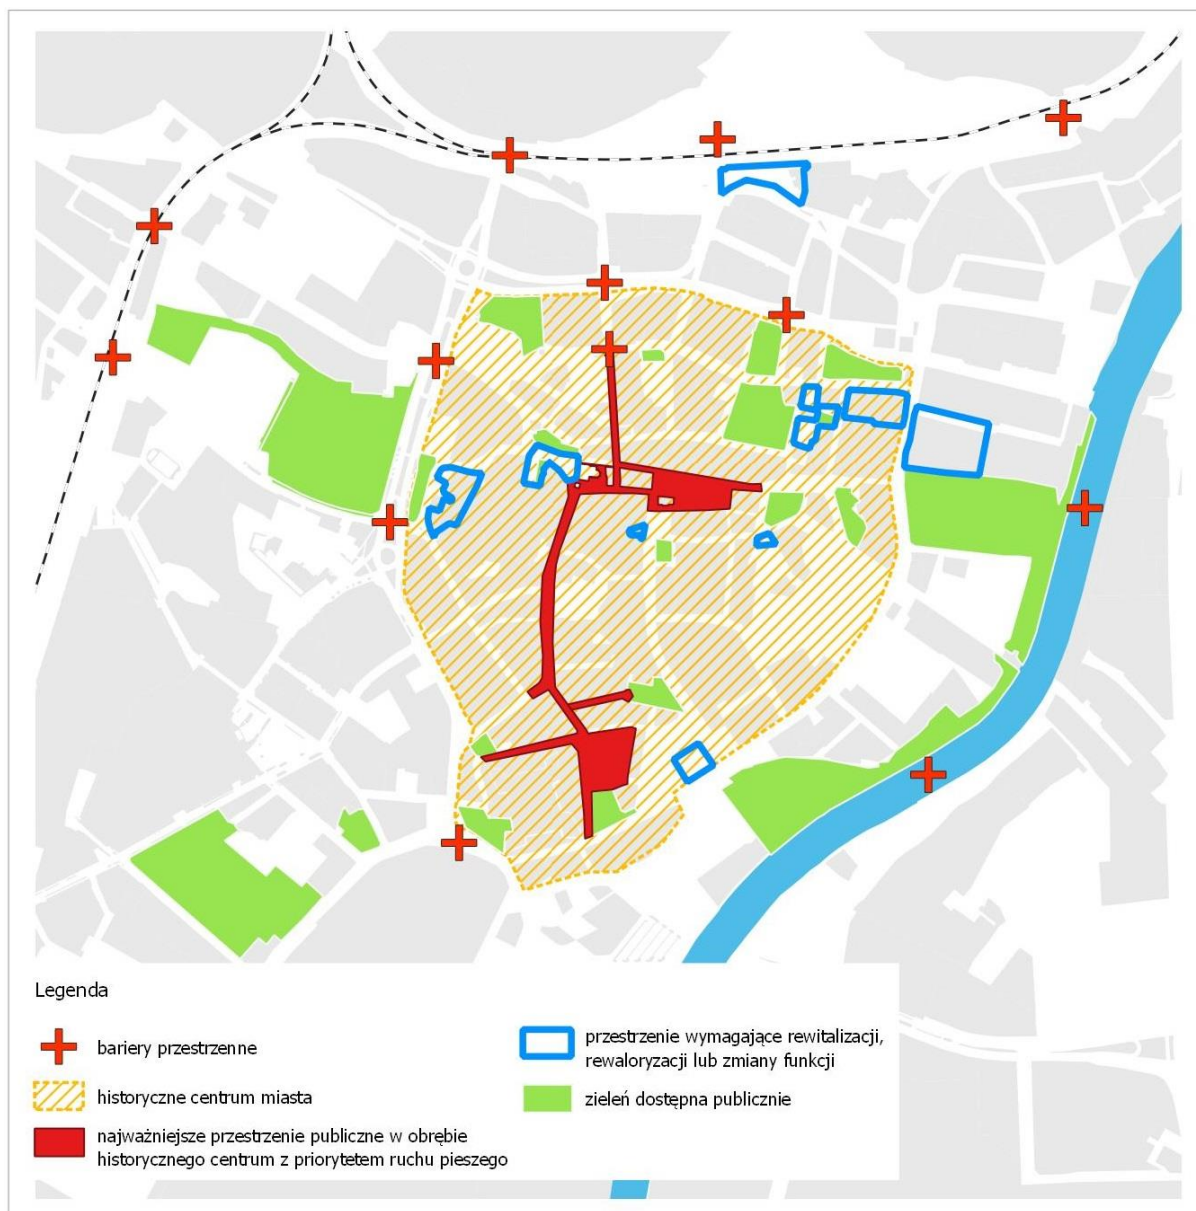 Legenda
bariery przestrzenne
historyczne centrum miasta
najważniejsze przestrzenie publiczne w obrębie
historycznego centrum z priorytetem ruchu pieszego
przestrzenie wymagające rewitalizacji,
rewaloryzacji lub zmiany funkcji
zieleń dostępna publicznie